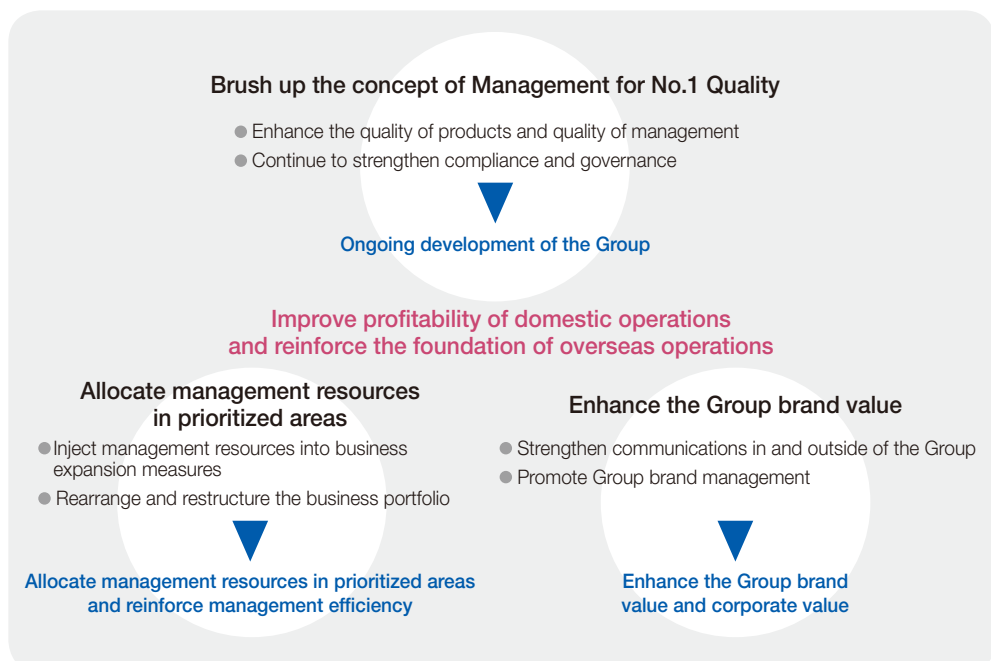 Brush up the concept of Management for No.1 Quality
Enhance the quality of products and quality of management
Continue to strengthen compliance and governance
Ongoing development of the Group
Improve profitability of domestic operations
and reinforce the foundation of overseas operations
Allocate management resources
in prioritized areas
Inject management resources into business
expansion measures
Rearrange and restructure the business portfolio
Allocate management resources in prioritized areas
and reinforce management efficiency
Enhance the Group brand value
Strengthen communications in and outside of the Group
Promote Group brand management
Enhance the Group brand
value and corporate value